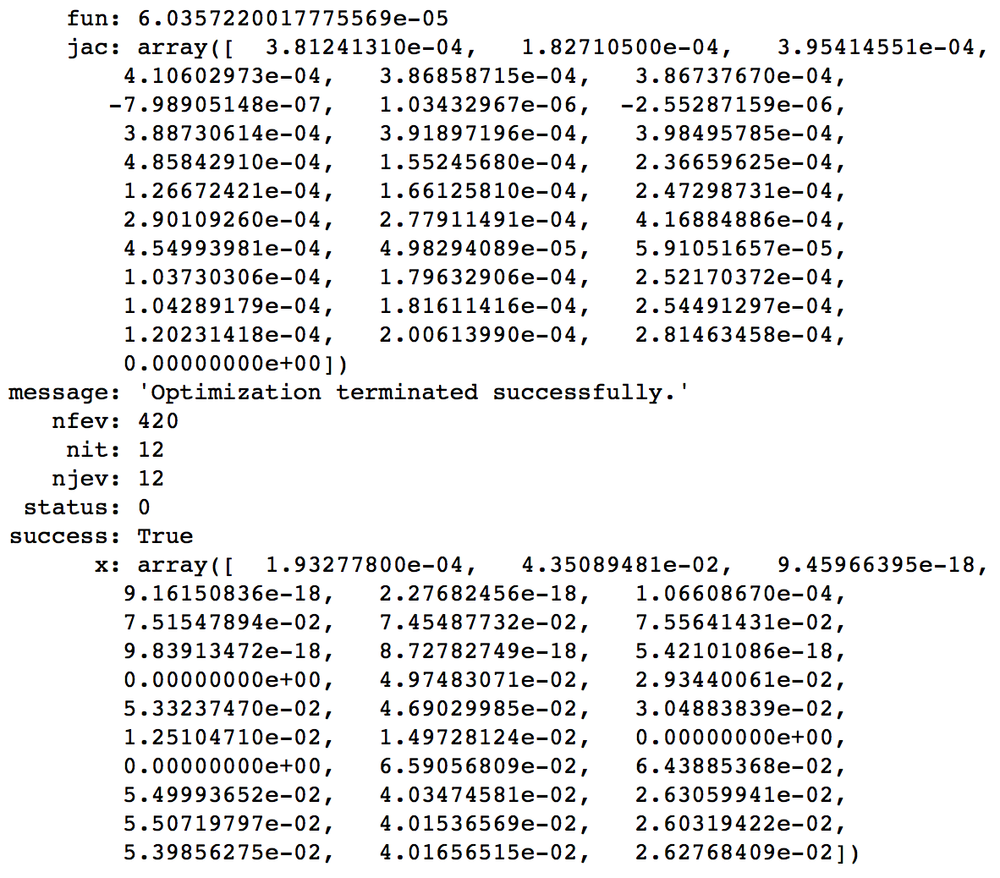 fun: 6.0357220017775569e-05
jac: array([ 3.81241310e-04, 1.82710500e-04, 3.95414551e-04,
4.10602973e-04, 3.86858715e-04, 3.86737670e-04,
-7.98905148e-07, 1.03432967e-06, -2.55287159e-06,
3.88730614e-04, 3.91897196e-04, 3.98495785e-04,
4.85842910e-04, 1.55245680e-04, 2.36659625e-04,
1.26672421e-04, 1.66125810e-04, 2.47298731e-04,
2.90109260e-04, 2.77911491e-04, 4.16884886e-04,
4.54993981e-04, 4.98294089e-05, 5.91051657e-05,
1.03730306e-04, 1.79632906e-04, 2.52170372e-04,
1.04289179e-04, 1.81611416e-04, 2.54491297e-04,
1.20231418e-04, 2.00613990e-04, 2.81463458e-04,
0.00000000e+00])
message: 'Optimization terminated successfully.'
nfev: 420
nit: 12
njev: 12
status: 0
success: True
x: array([ 1.93277800e-04, 4.35089481e-02, 9.45966395e-18,
9.16150836e-18, 2.27682456e-18, 1.06608670e-04,
7.51547894e-02, 7.45487732e-02, 7.55641431e-02,
9.83913472e-18, 8.72782749e-18, 5.42101086e-18,
0.00000000e+00, 4.97483071e-02, 2.93440061e-02,
5.33237470e-02, 4.69029985e-02, 3.04883839e-02,
1.25104710e-02, 1.49728124e-02, 0.00000000e+00,
0.00000000e+00, 6.59056809e-02, 6.43885368e-02,
5.49993652e-02, 4.03474581e-02, 2.63059941e-02,
5.50719797e-02, 4.01536569e-02, 2.60319422e-02,
5.39856275e-02, 4.01656515e-02, 2.62768409e-02])